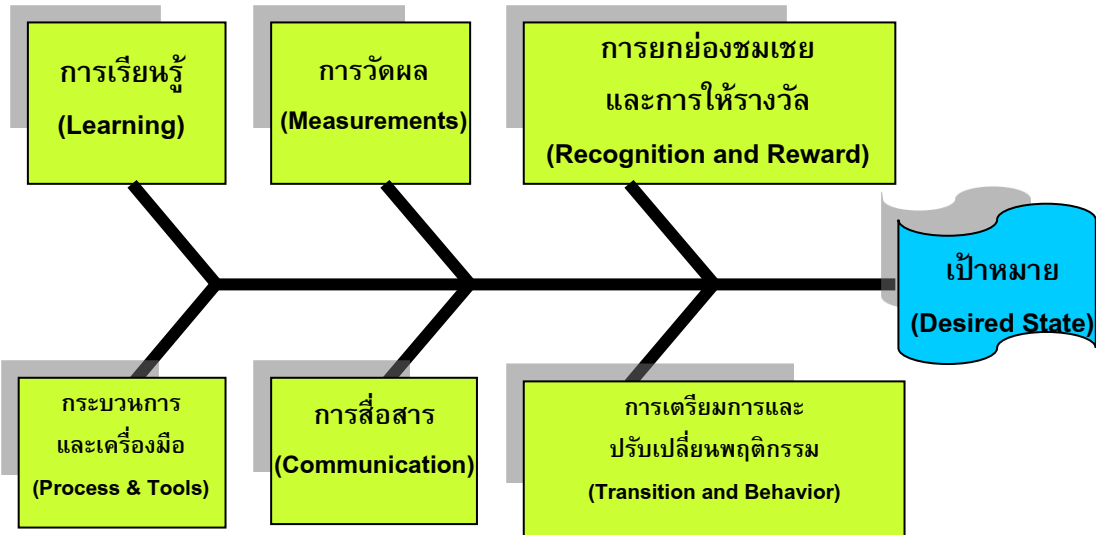 การเรียนรู้
(Learning)
การวัดผล
(Measurements)
การยกย่องชมเชย
และการให้รางวัล
(Recognition and Reward)
เป้าหมาย
(Desired State)
กระบวนการ
และเครื่องมือ
(Process & Tools)
การสื่อสาร
(Communication)
การเตรียมการและ
ปรับเปลี่ยนพฤติกรรม
(Transition and Behavior)